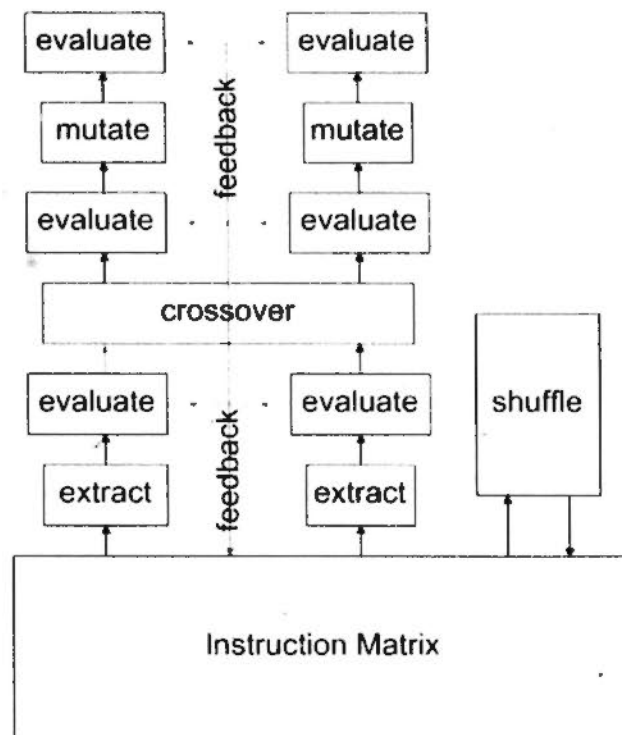 evaluate
evaluate
mutate
mutate
feedback
evaluate
evaluate
crossover
evaluate
evaluate
shuffle
feedback
extract
extract
Instruction Matrix